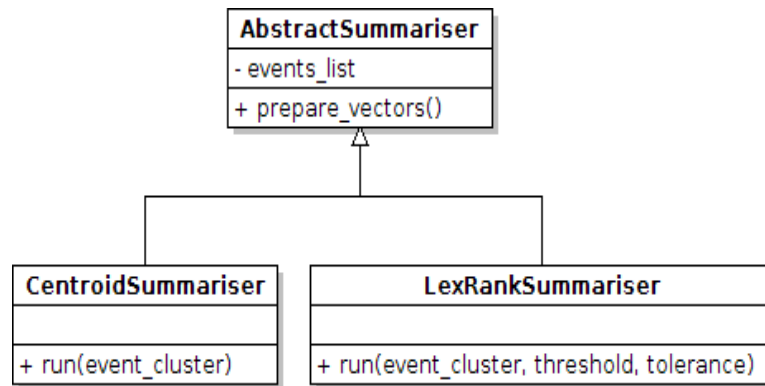 AbstractSummariser
- events_list
+ prepare_vectors()
CentroidSummariser
+ run(event_cluster)
LexRankSummariser
+ run(event_cluster, threshold, tolerance)